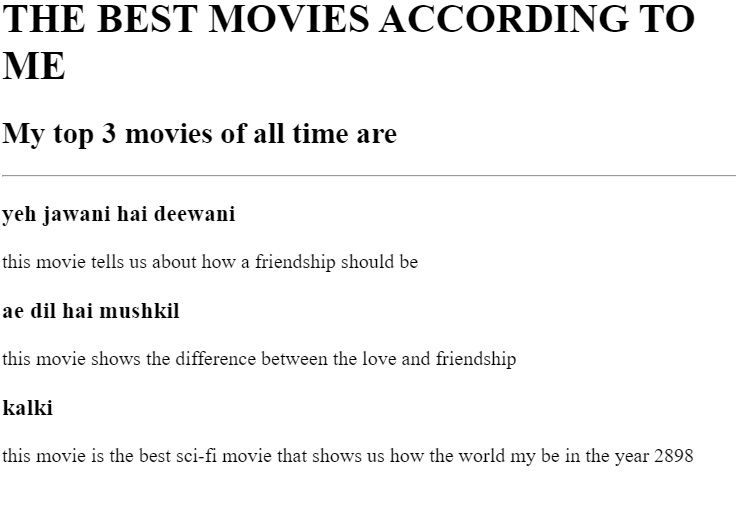 THE BEST MOVIES ACCORDING TO
ME
My top 3 movies of all time are
yeh jawani hai deewani
this movie tells us about how a friendship should be
ae dil hai mushkil
this movie shows the difference between the love and friendship
kalki
this movie is the best sci-fi movie that shows us how the world my be in the year 2898